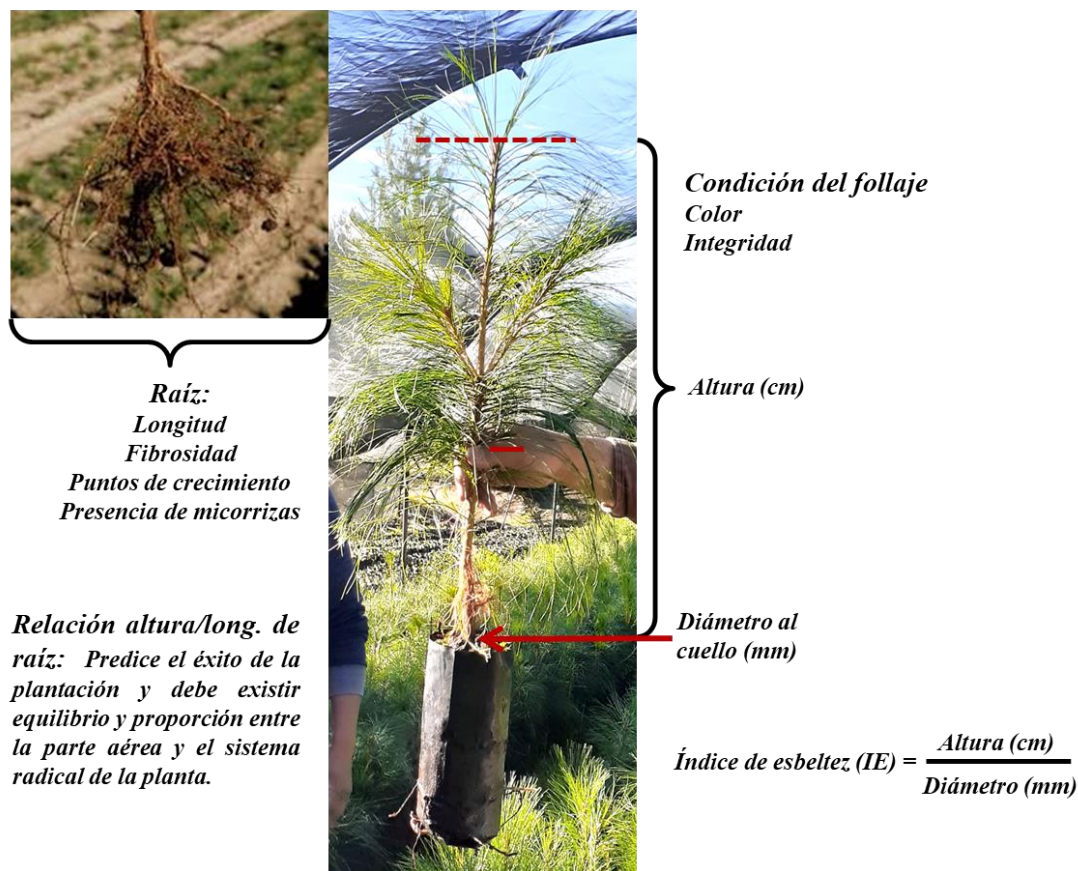 Condición del follaje
Color
Integridad
Altura (cm)
Raíz:
Longitud
Fibrosidad
Puntos de crecimiento
Presencia de micorrizas
Relación altura/long. de
raíz: Predice el éxito de la
plantación y debe existir
equilibrio y proporción entre
la parte aérea y el sistema
radical de la planta.
Diámetro al
cuello (mm)
Índice de esbeltez (IE) = Altura (cm)
Diámetro (mm)